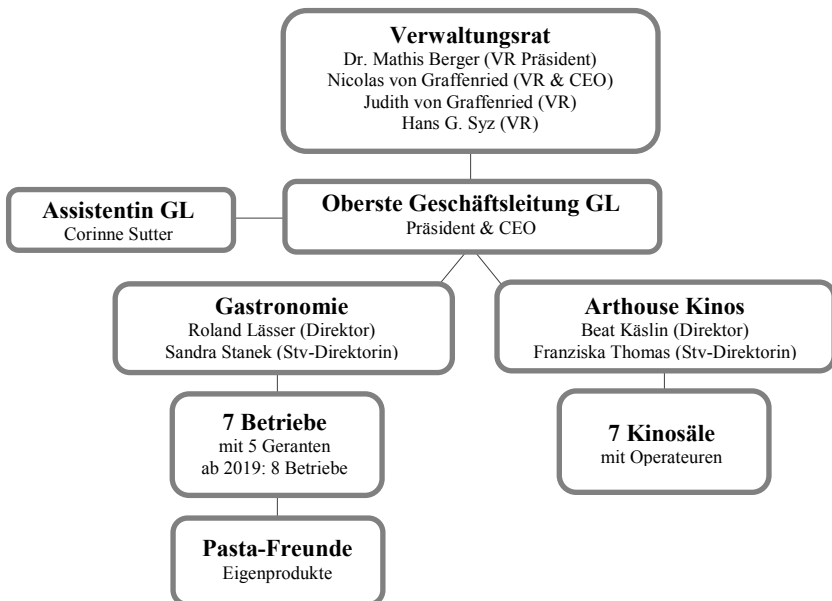 Verwaltungsrat
Dr. Mathis Berger (VR Präsident)
Nicolas von Graffenried (VR & CEO)
Judith von Graffenried (VR)
Hans G. Syz (VR)
Assistentin GL
Corinne Sutter
Oberste Geschäftsleitung GL
Präsident & CEO
Gastronomie
Roland Lässer (Direktor)
Sandra Stanek (Stv-Direktorin)
Arthouse Kinos
Beat Käslin (Direktor)
Franziska Thomas (Stv-Direktorin)
7 Betriebe
mit 5 Geranten
ab 2019: 8 Betriebe
7 Kinosäle
mit Operateuren
Pasta-Freunde
Eigenprodukte